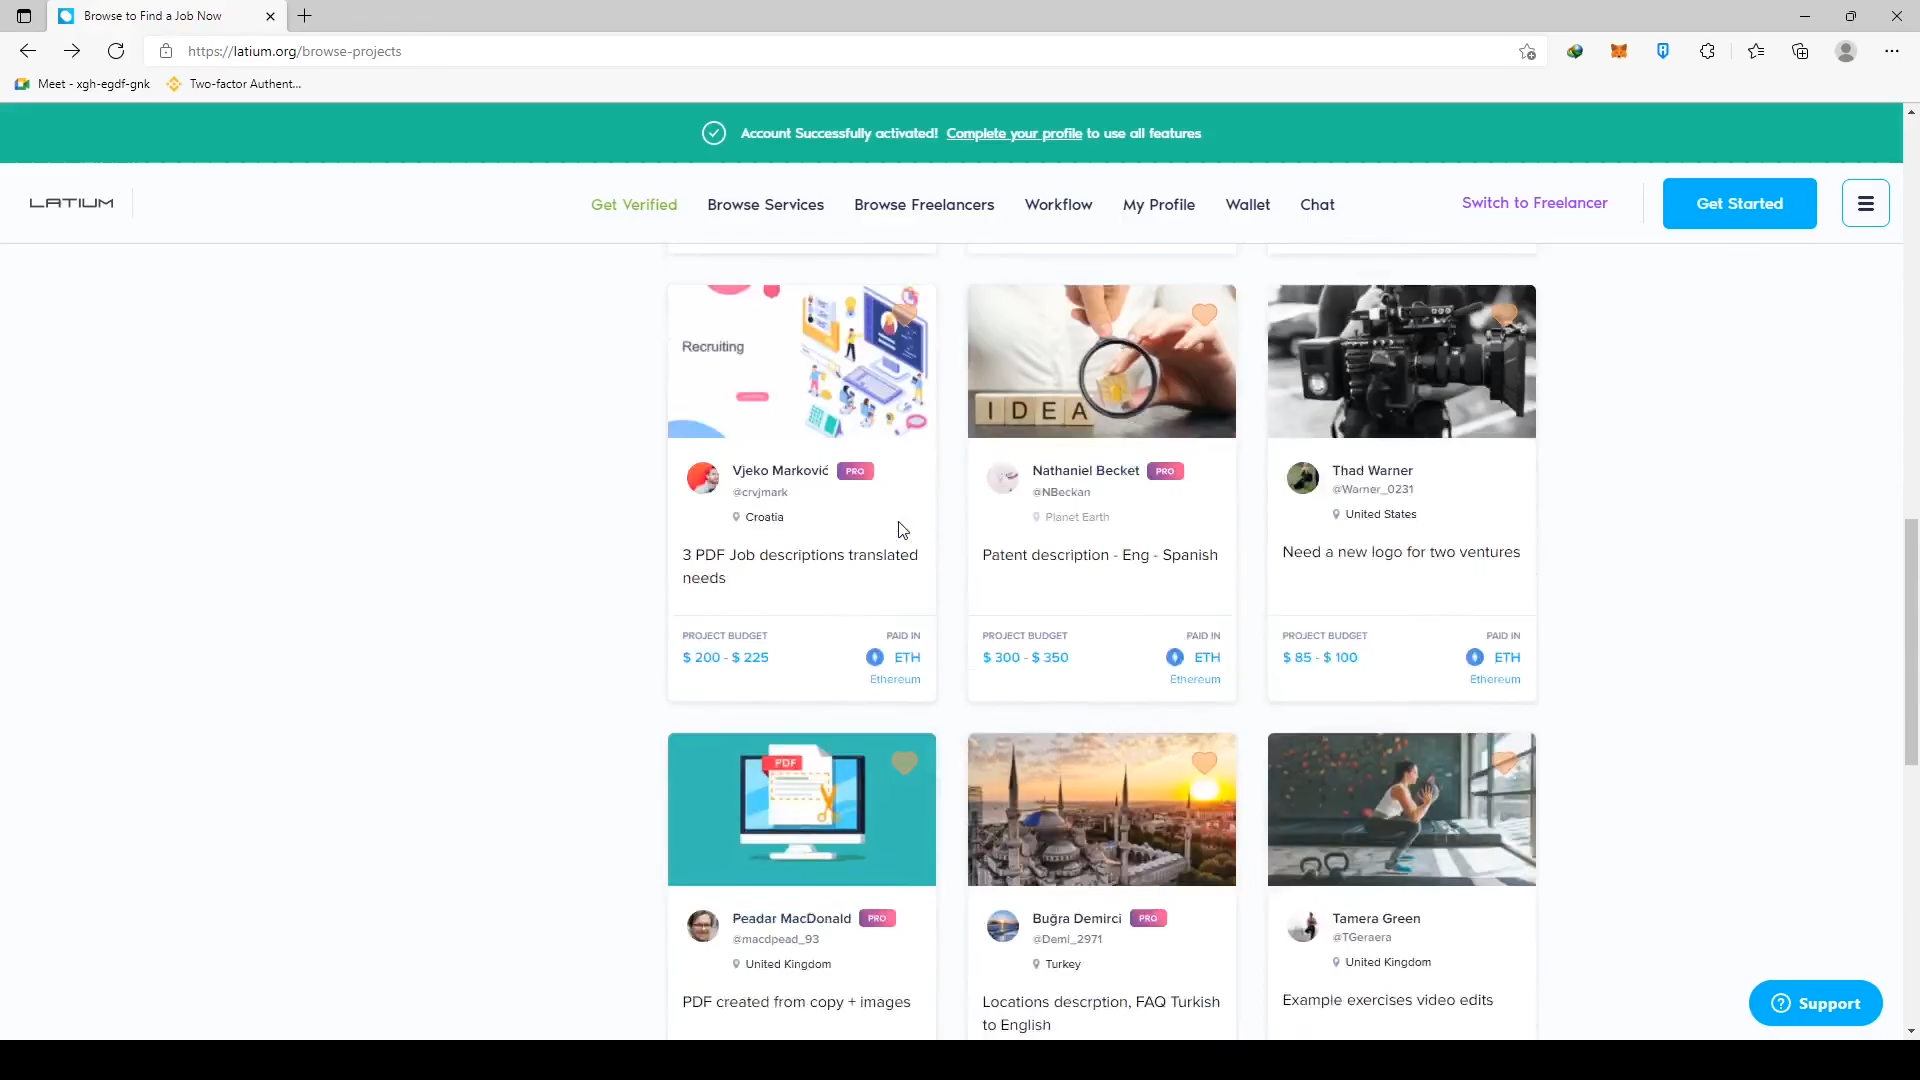 Browse to Find a Job Now
https://latium.org/browse-projects
Meet - xgh-egdf-gnk
Two-factor Authent...
Account Successfully activated! Complete your profile to use all features
LATIUM
Get Verified
Browse Services
Browse Freelancers
Workflow
My Profile
Wallet
Chat
Switch to Freelancer
Get Started
Recruiting
IDEA
Vjeko Marković PRO
@crvjmark
Croatia
3 PDF Job descriptions translated
needs
PROJECT BUDGET
PAID IN
$ 200 - $ 225
ETH
Ethereum
Nathaniel Becket PRO
@NBeckan
Planet Earth
Patent description - Eng - Spanish
PROJECT BUDGET
PAID IN
$ 300 - $ 350
ETH
Ethereum
Thad Warner
@Warner_0231
United States
Need a new logo for two ventures
PROJECT BUDGET
PAID IN
$ 85 - $ 100
ETH
Ethereum
PDF
Peadar MacDonald PRO
@macdpead_93
United Kingdom
PDF created from copy + images
Buğra Demirci PRO
@Demi_2971
Turkey
Locations descrption, FAQ Turkish
to English
Tamera Green
@TGeraera
United Kingdom
Example exercises video edits
Support